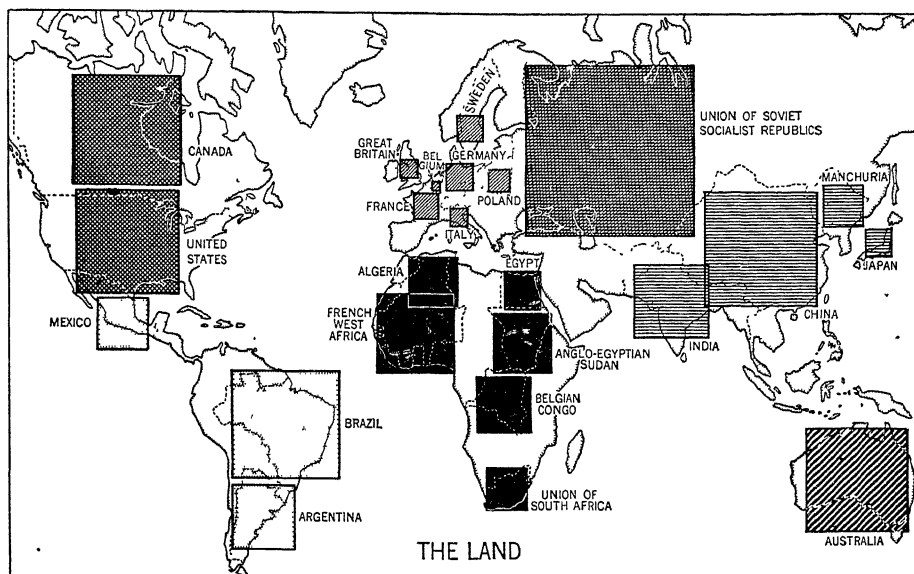 SWEDEN
UNION OF SOVIET
SOCIALIST REPUBLICS
GREAT
BRITAIN
BEL
GIUM
GERMANY
CANADA
MANCHURIA
FRANCE
POLAND
ITALY
UNITED
STATES
JAPAN
ALGERIA
EGYPT
MEXICO
FRENCH
WEST
AFRICA
CHINA
INDIA
ANGLO-EGYPTIAN
SUDAN
BELGIAN
CONGO
BRAZIL
UNION OF
SOUTH AFRICA
ARGENTINA
AUSTRALIA
THE LAND